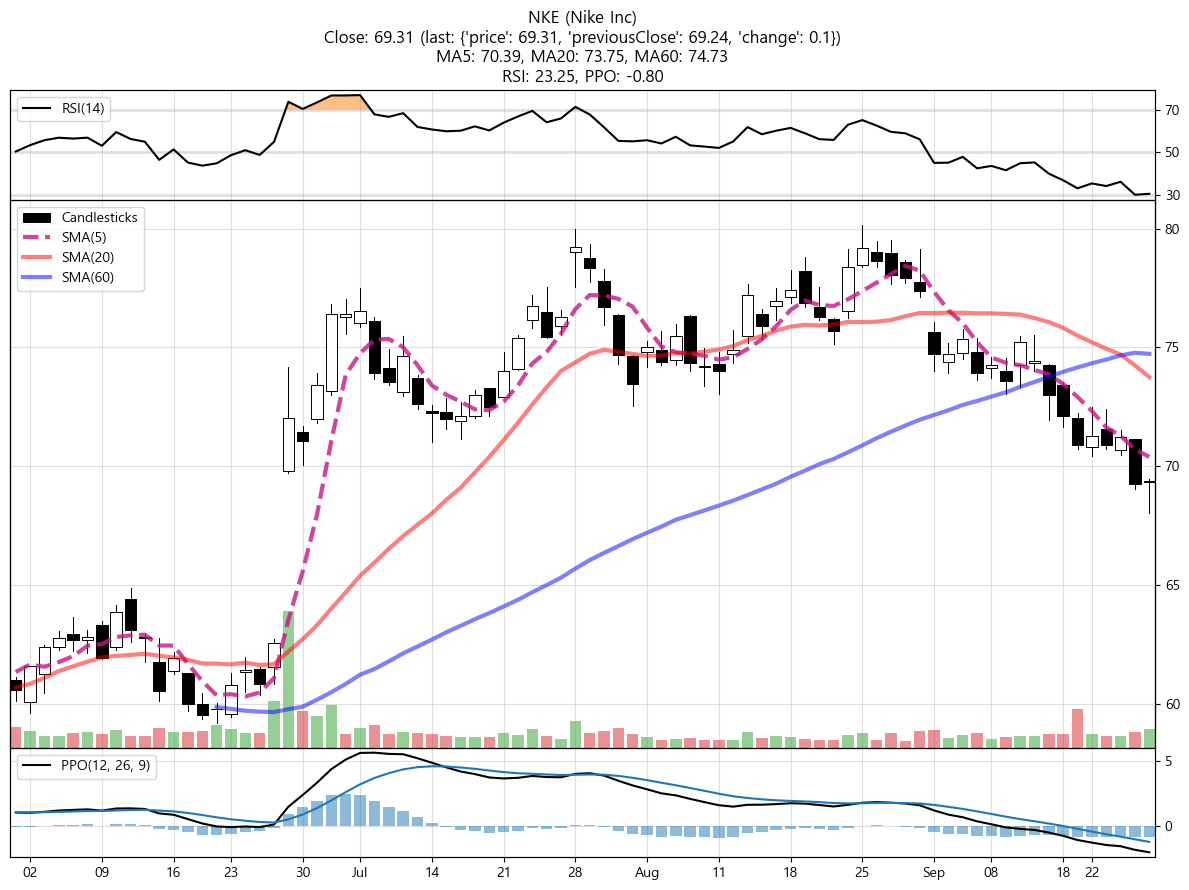 NKE (Nike Inc)
Close: 69.31 (last: {'price': 69.31, 'previousClose': 69.24, 'change': 0.1})
MA5: 70.39, MA20: 73.75, MA60: 74.73
RSI: 23.25, PPO: -0.80
RSI(14)
70
50
30
Candlesticks
SMA(5)
SMA(20)
SMA(60)
80
75
70
65
60
PPO(12, 26, 9)
5
0
02 09 16 23 30 Jul 14 21 28 Aug 11 18 25 Sep 08 18 22